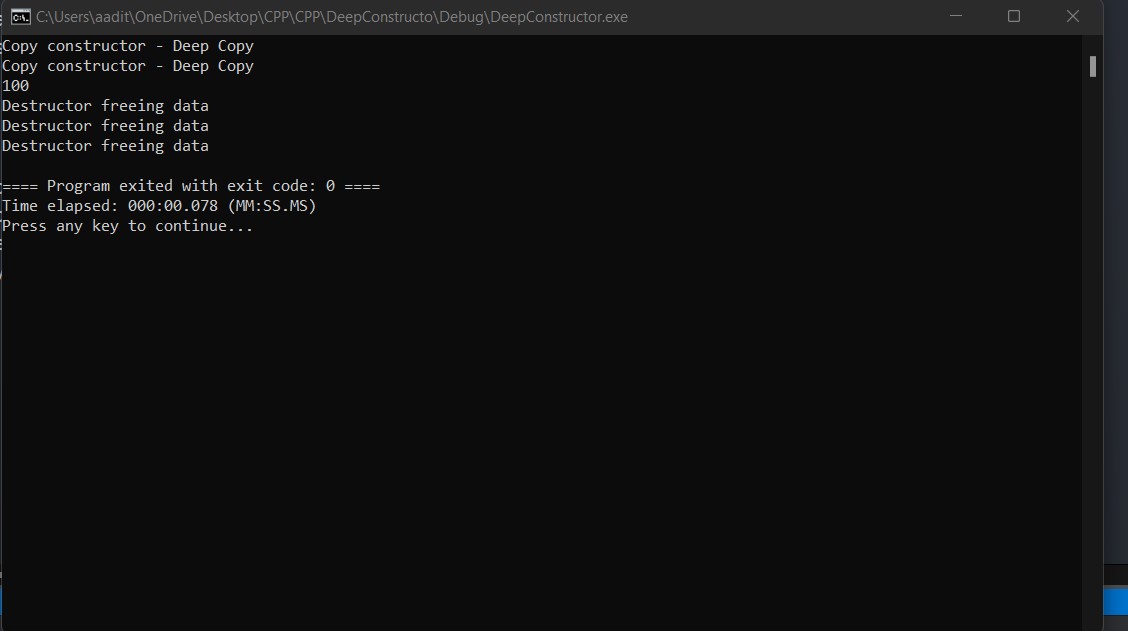 C:\Users\aadit\OneDrive\Desktop\CPP\CPP\DeepConstructo\Debug\DeepConstructor.exe
Copy constructor - Deep Copy
Copy constructor - Deep Copy
100
Destructor freeing data
Destructor freeing data
Destructor freeing data
==== Program exited with exit code: 0 ====
Time elapsed: 000:00.078 (MM:SS.MS)
Press any key to continue...